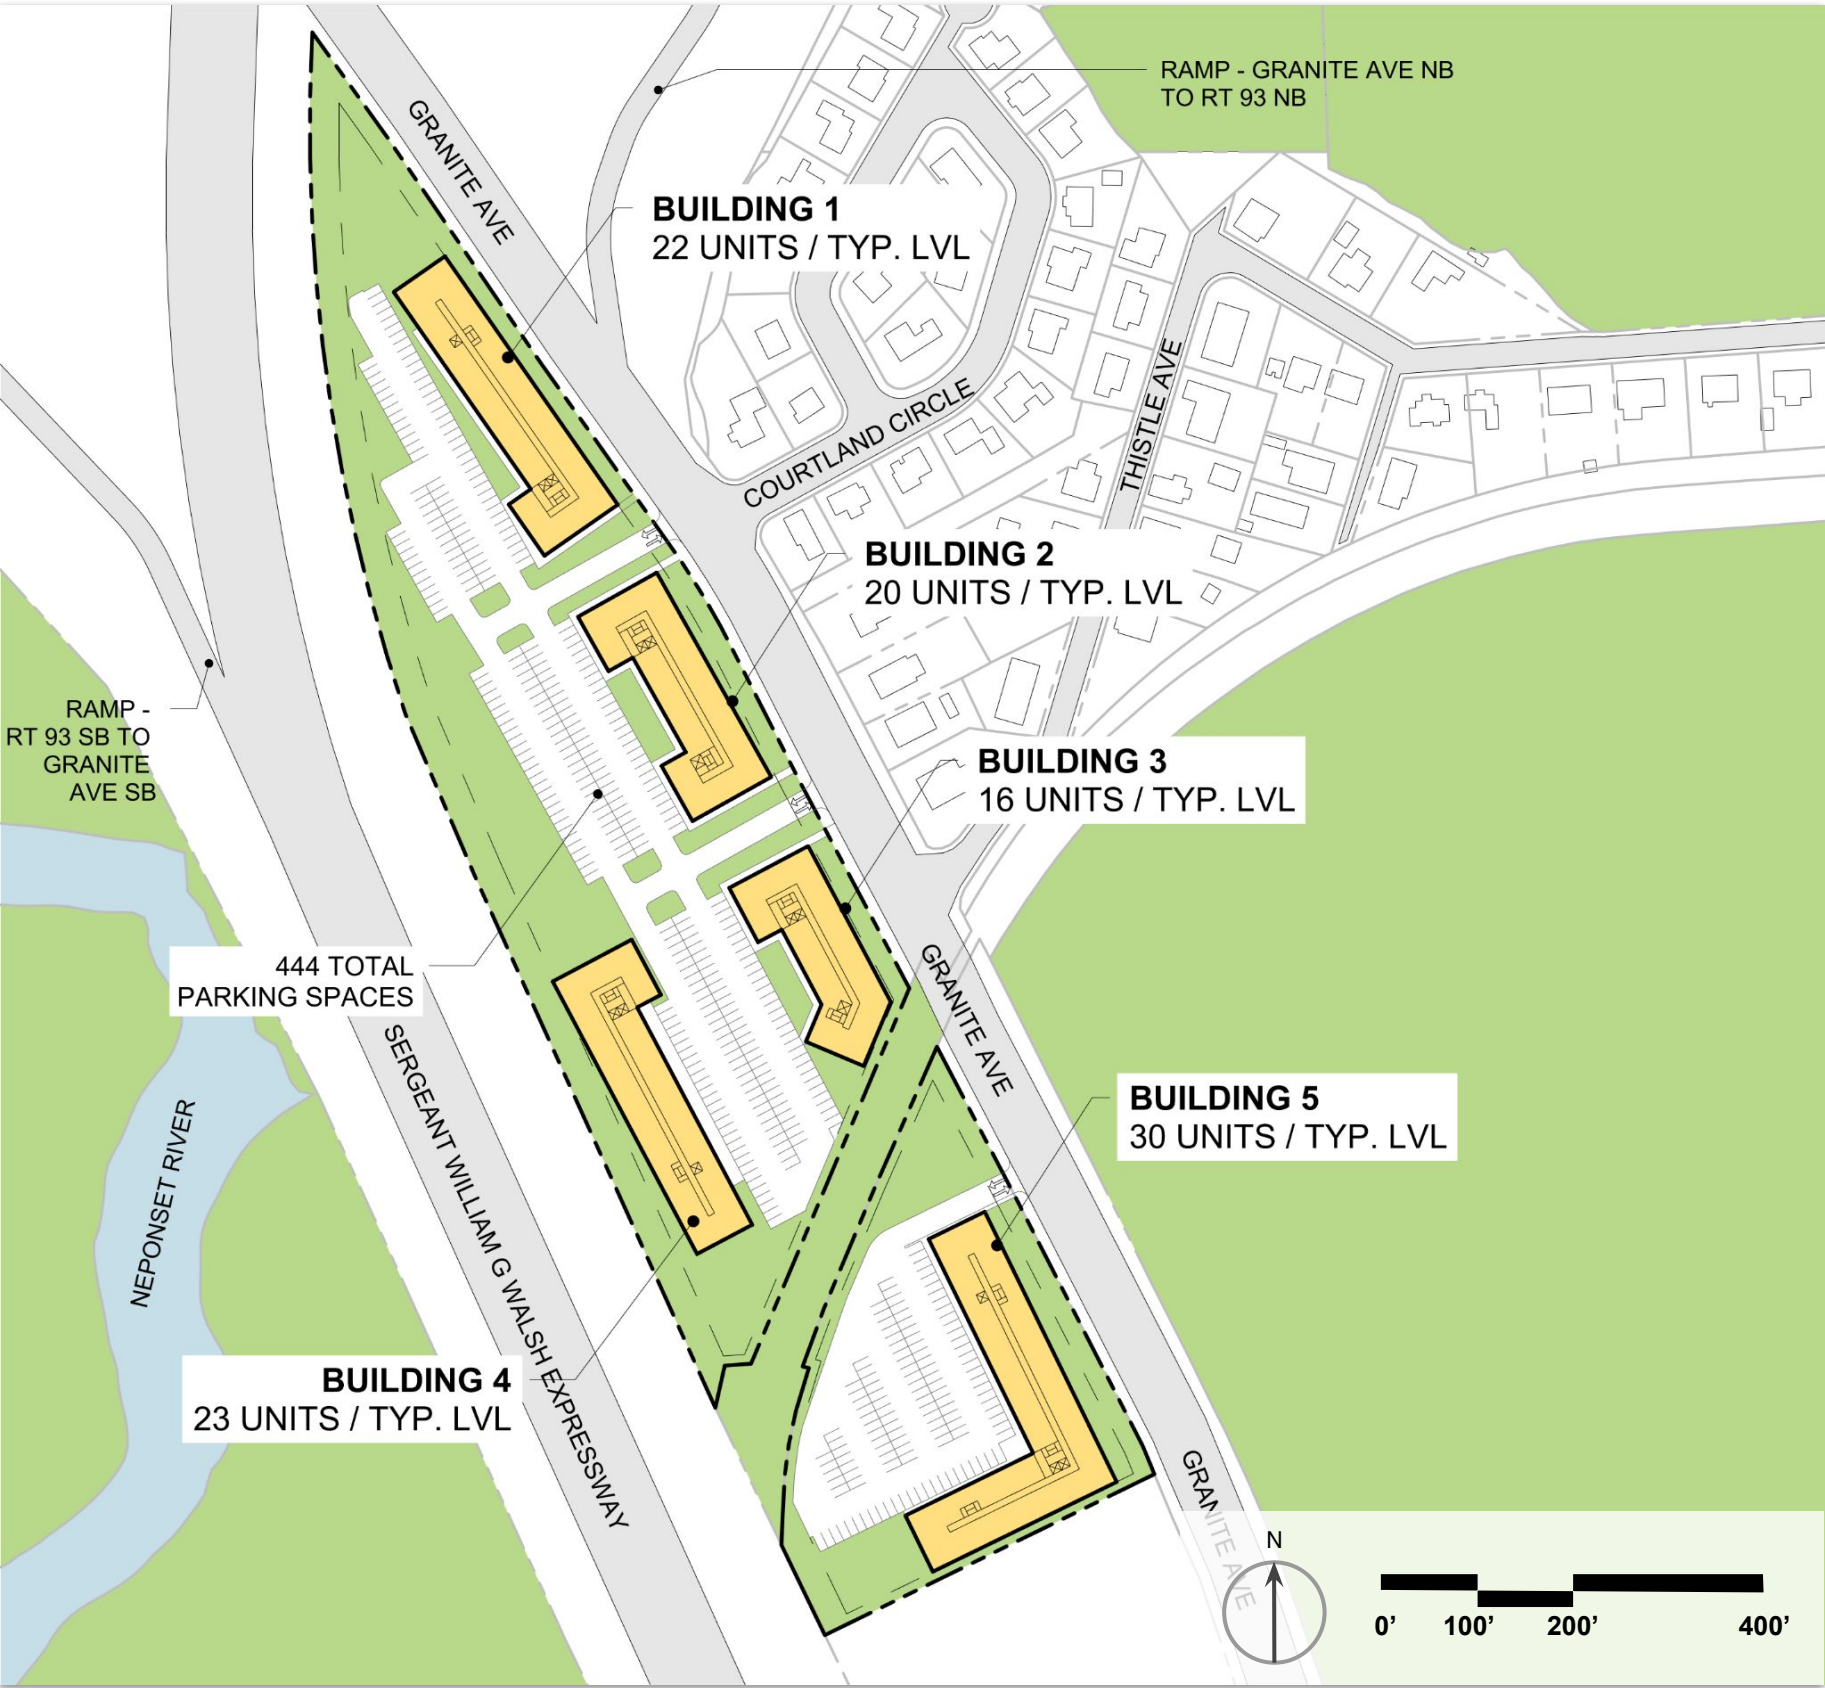 RAMP - GRANITE AVE NB
TO RT 93 NB
GRANITE AVE
BUILDING 1
22 UNITS / TYP. LVL
THISTLE AVE
COURTLAND CIRCLE
BUILDING 2
20 UNITS / TYP. LVL
RAMP -
RT 93 SB TO
GRANITE
AVE SB
BUILDING 3
16 UNITS / TYP. LVL
444 TOTAL
PARKING SPACES
GRANITE AVE
SERGEANT WILLIAM G WALSH EXPRESSWAY
NEPONSET RIVER
BUILDING 5
30 UNITS / TYP. LVL
BUILDING 4
23 UNITS / TYP. LVL
GRANITE AVE
N
0’ 100’ 200’ 400’